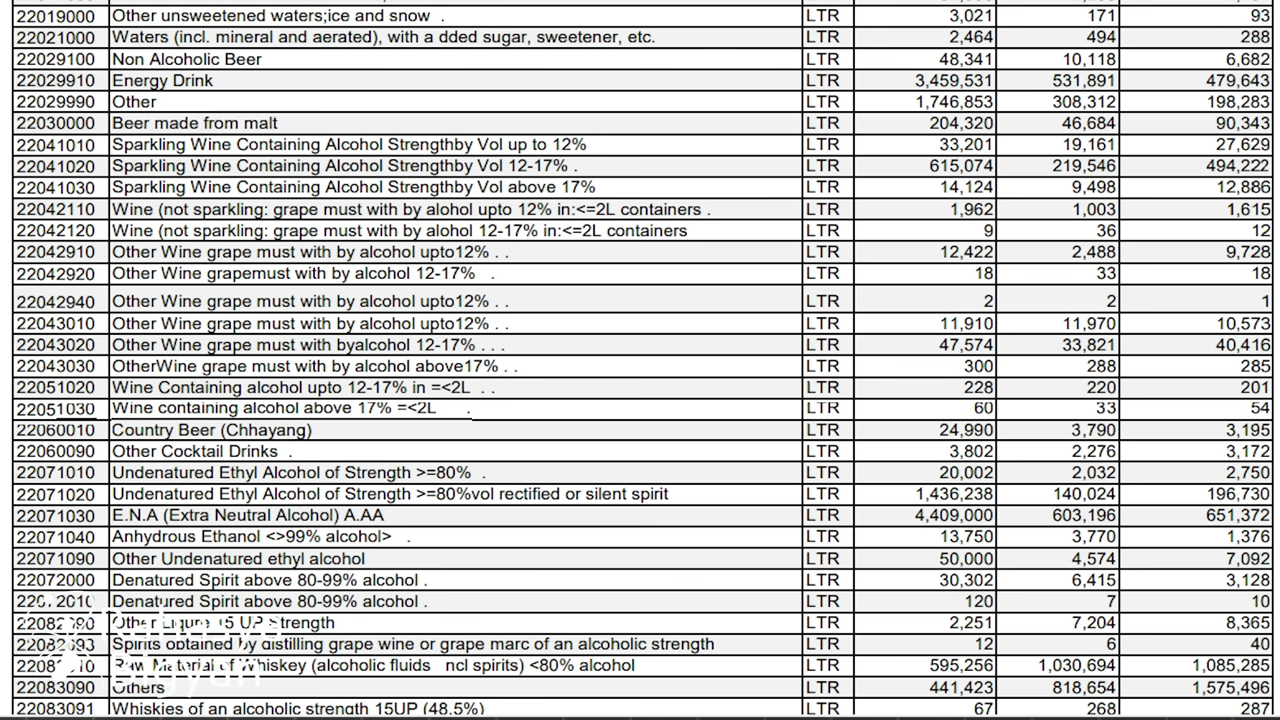 22019000 Other unsweetened waters;ice and snow . LTR 3,021 171 93
22021000 Waters (incl. mineral and aerated), with a dded sugar, sweetener, etc. LTR 2,464 494 288
22029100 Non Alcoholic Beer LTR 48,341 10,118 6,682
22029910 Energy Drink LTR 3,459,531 531,891 479,643
22029990 Other LTR 1,746,853 308,312 198,283
22030000 Beer made from malt LTR 204,320 46,684 90,343
22041010 Sparkling Wine Containing Alcohol Strengthby Vol up to 12% LTR 33,201 19,161 27,629
22041020 Sparkling Wine Containing Alcohol Strengthby Vol 12-17% . LTR 615,074 219,546 494,222
22041030 Sparkling Wine Containing Alcohol Strengthby Vol above 17% LTR 14,124 9,498 12,886
22042110 Wine (not sparkling: grape must with by alohol upto 12% in:<=2L containers . LTR 1,962 1,003 1,615
22042120 Wine (not sparkling: grape must with by alohol 12-17% in:<=2L containers LTR 9 36 12
22042910 Other Wine grape must with by alcohol upto12% . . LTR 12,422 2,488 9,728
22042920 Other Wine grapemust with by alcohol 12-17% . LTR 18 33 18
22042940 Other Wine grape must with by alcohol upto12% . . LTR 2 2 1
22043010 Other Wine grape must with by alcohol upto12% . . LTR 11,910 11,970 10,573
22043020 Other Wine grape must with byalcohol 12-17% . . . LTR 47,574 33,821 40,416
22043030 OtherWine grape must with by alcohol above17% . . LTR 300 288 285
22051020 Wine Containing alcohol upto 12-17% in =<2L . . LTR 228 220 201
22051030 Wine containing alcohol above 17% =<2L . LTR 60 33 54
22060010 Country Beer (Chhayang) LTR 24,990 3,790 3,195
22060090 Other Cocktail Drinks . LTR 3,802 2,276 3,172
22071010 Undenatured Ethyl Alcohol of Strength >=80% . LTR 20,002 2,032 2,750
22071020 Undenatured Ethyl Alcohol of Strength >=80%vol rectified or silent spirit LTR 1,436,238 140,024 196,730
22071030 E.N.A (Extra Neutral Alcohol) A.AA LTR 4,409,000 603,196 651,372
22071040 Anhydrous Ethanol <>99% alcohol> . LTR 13,750 3,770 1,376
22071090 Other Undenatured ethyl alcohol LTR 50,000 4,574 7,092
22072000 Denatured Spirit above 80-99% alcohol . LTR 30,302 6,415 3,128
Denatured Spirit above 80-99% alcohol . LTR 120 7 10
Other 15 UP Strength LTR 2,251 7,204 8,365
Spirits obtained by distilling grape wine or grape marc of an alcoholic strength LTR 12 6 40
Raw Material of Whiskey (alcoholic fluids ncl spirits) <80% alcohol LTR 595,256 1,030,694 1,085,285
22083090 Others LTR 441,423 818,654 1,575,496
22083091 Whiskies of an alcoholic strength 15UP (48.5%) LTR 67 268 287